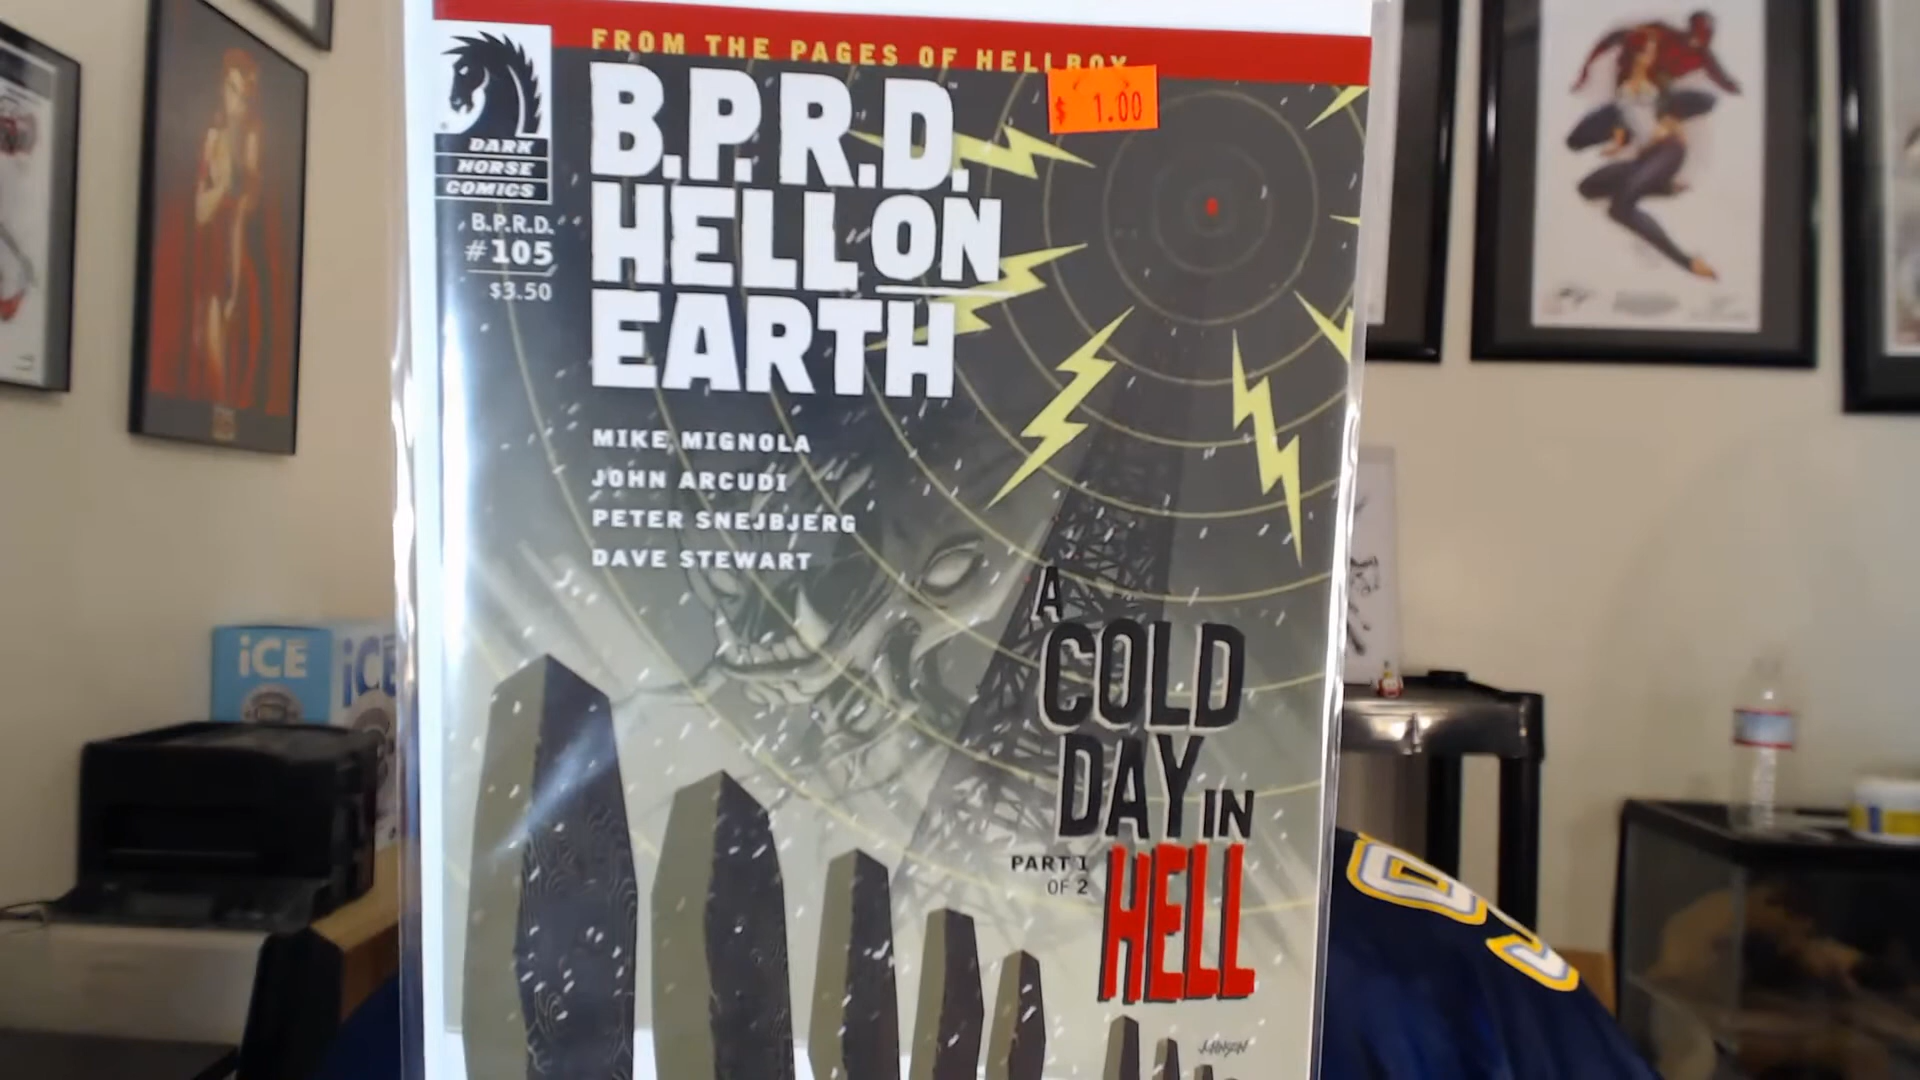 FROM THE PAGES OF HELLBOY
$ 1.00
B.P.R.D.
HELL ON
EARTH
DARK
HORSE
COMICS
B.P.R.D.
#105
$3.50
MIKE MIGNOLA
JOHN ARCUDI
PETER SNEJBJERG
DAVE STEWART
A
COLD
DAY IN
HELL
PART 1
OF 2
JOHNSON
iCE
iCE